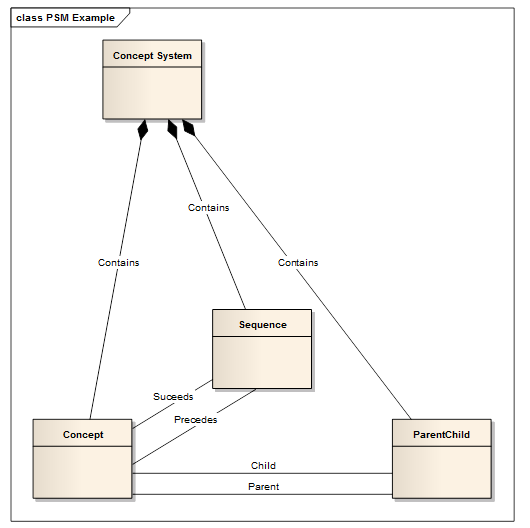 class PSM Example
Concept System
Contains
Contains
Contains
Sequence
Suceeds
Precedes
Concept
ParentChild
Child
Parent